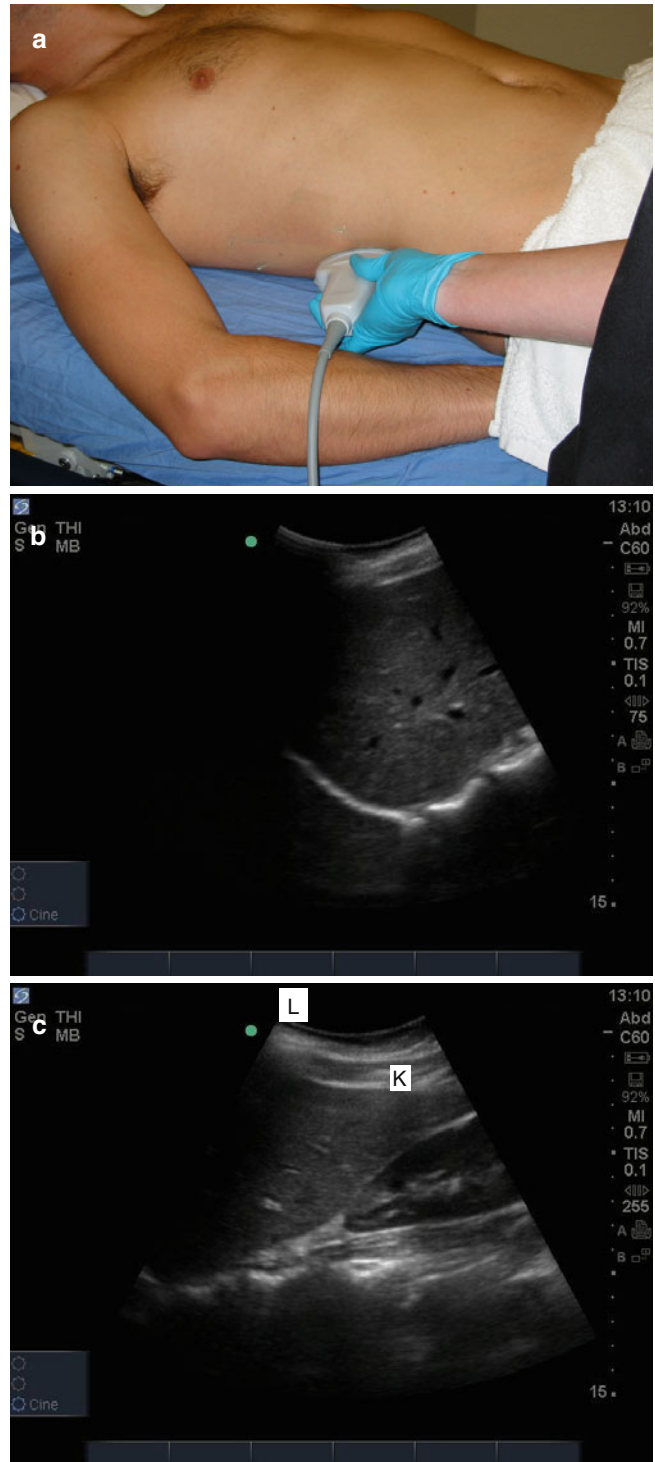 a
13:10
Gen THI
S MB
b
Abd
C60
92%
MI
0.7
TIS
0.1
75
A
B
15
Cine
13:10
Gen THI
S MB
c
L
Abd
C60
K
92%
MI
0.7
TIS
0.1
255
A
B
15
Cine